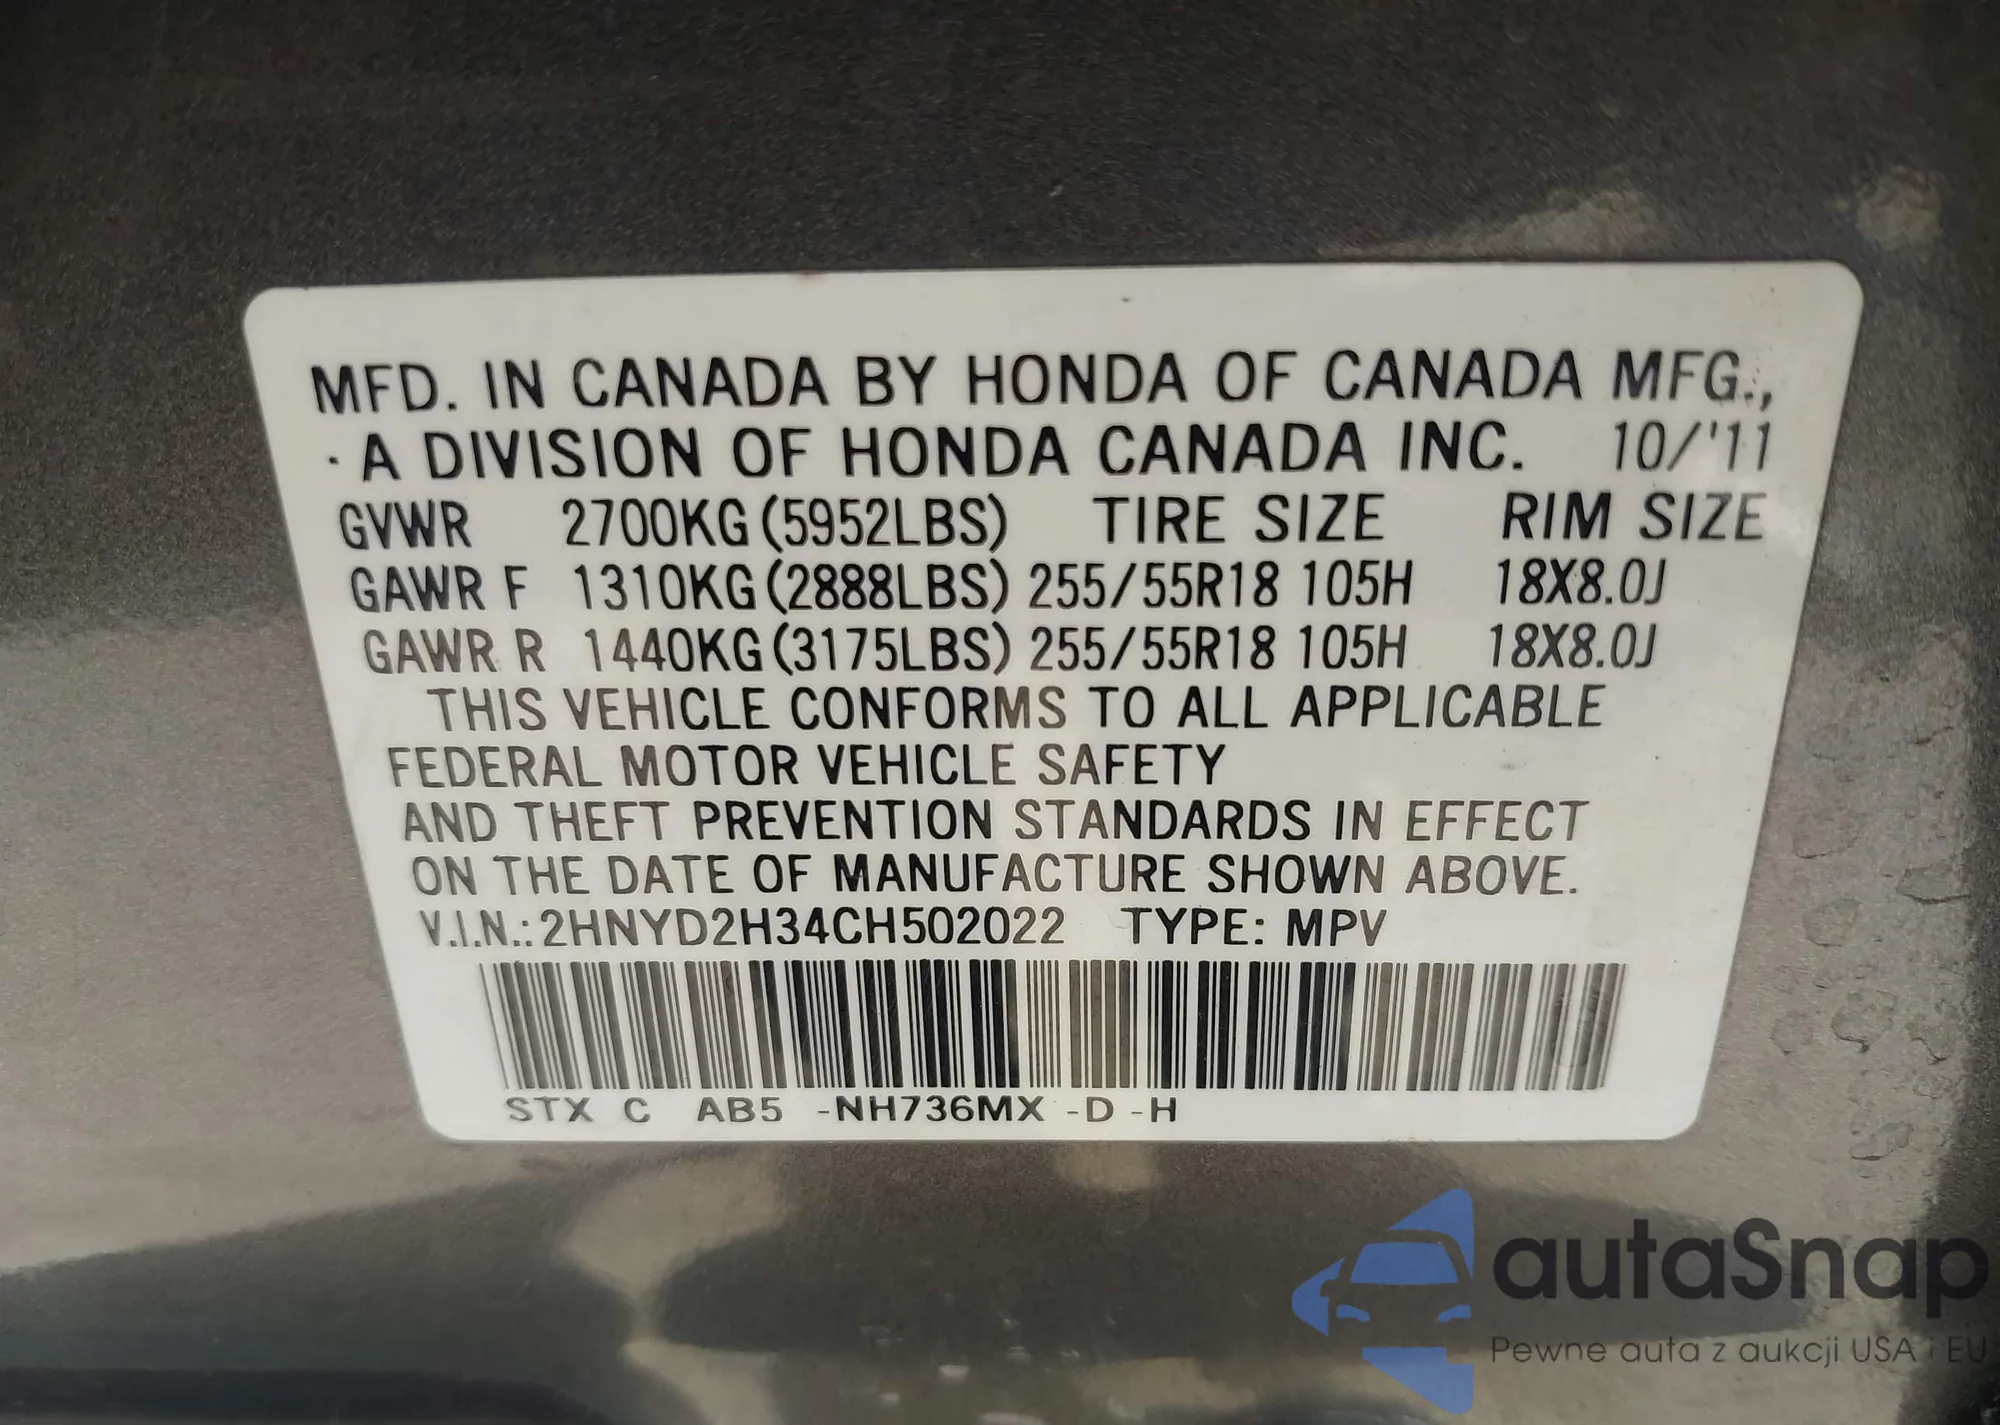 MFD. IN CANADA BY HONDA OF CANADA MFG.,
A DIVISION OF HONDA CANADA INC. 10/'11
GVWR 2700KG (5952LBS) TIRE SIZE RIM SIZE
GAWR F 1310KG (2888LBS) 255/55R18 105H 18X8.0J
GAWR R 1440KG (3175LBS) 255/55R18 105H 18X8.0J
THIS VEHICLE CONFORMS TO ALL APPLICABLE
FEDERAL MOTOR VEHICLE SAFETY
AND THEFT PREVENTION STANDARDS IN EFFECT
ON THE DATE OF MANUFACTURE SHOWN ABOVE.
V.I.N.: 2HNYD2H34CH502022 TYPE: MPV
STX C AB5 -NH736MX -D -H
autaSnap
Pewne auta z aukcji USA i EU